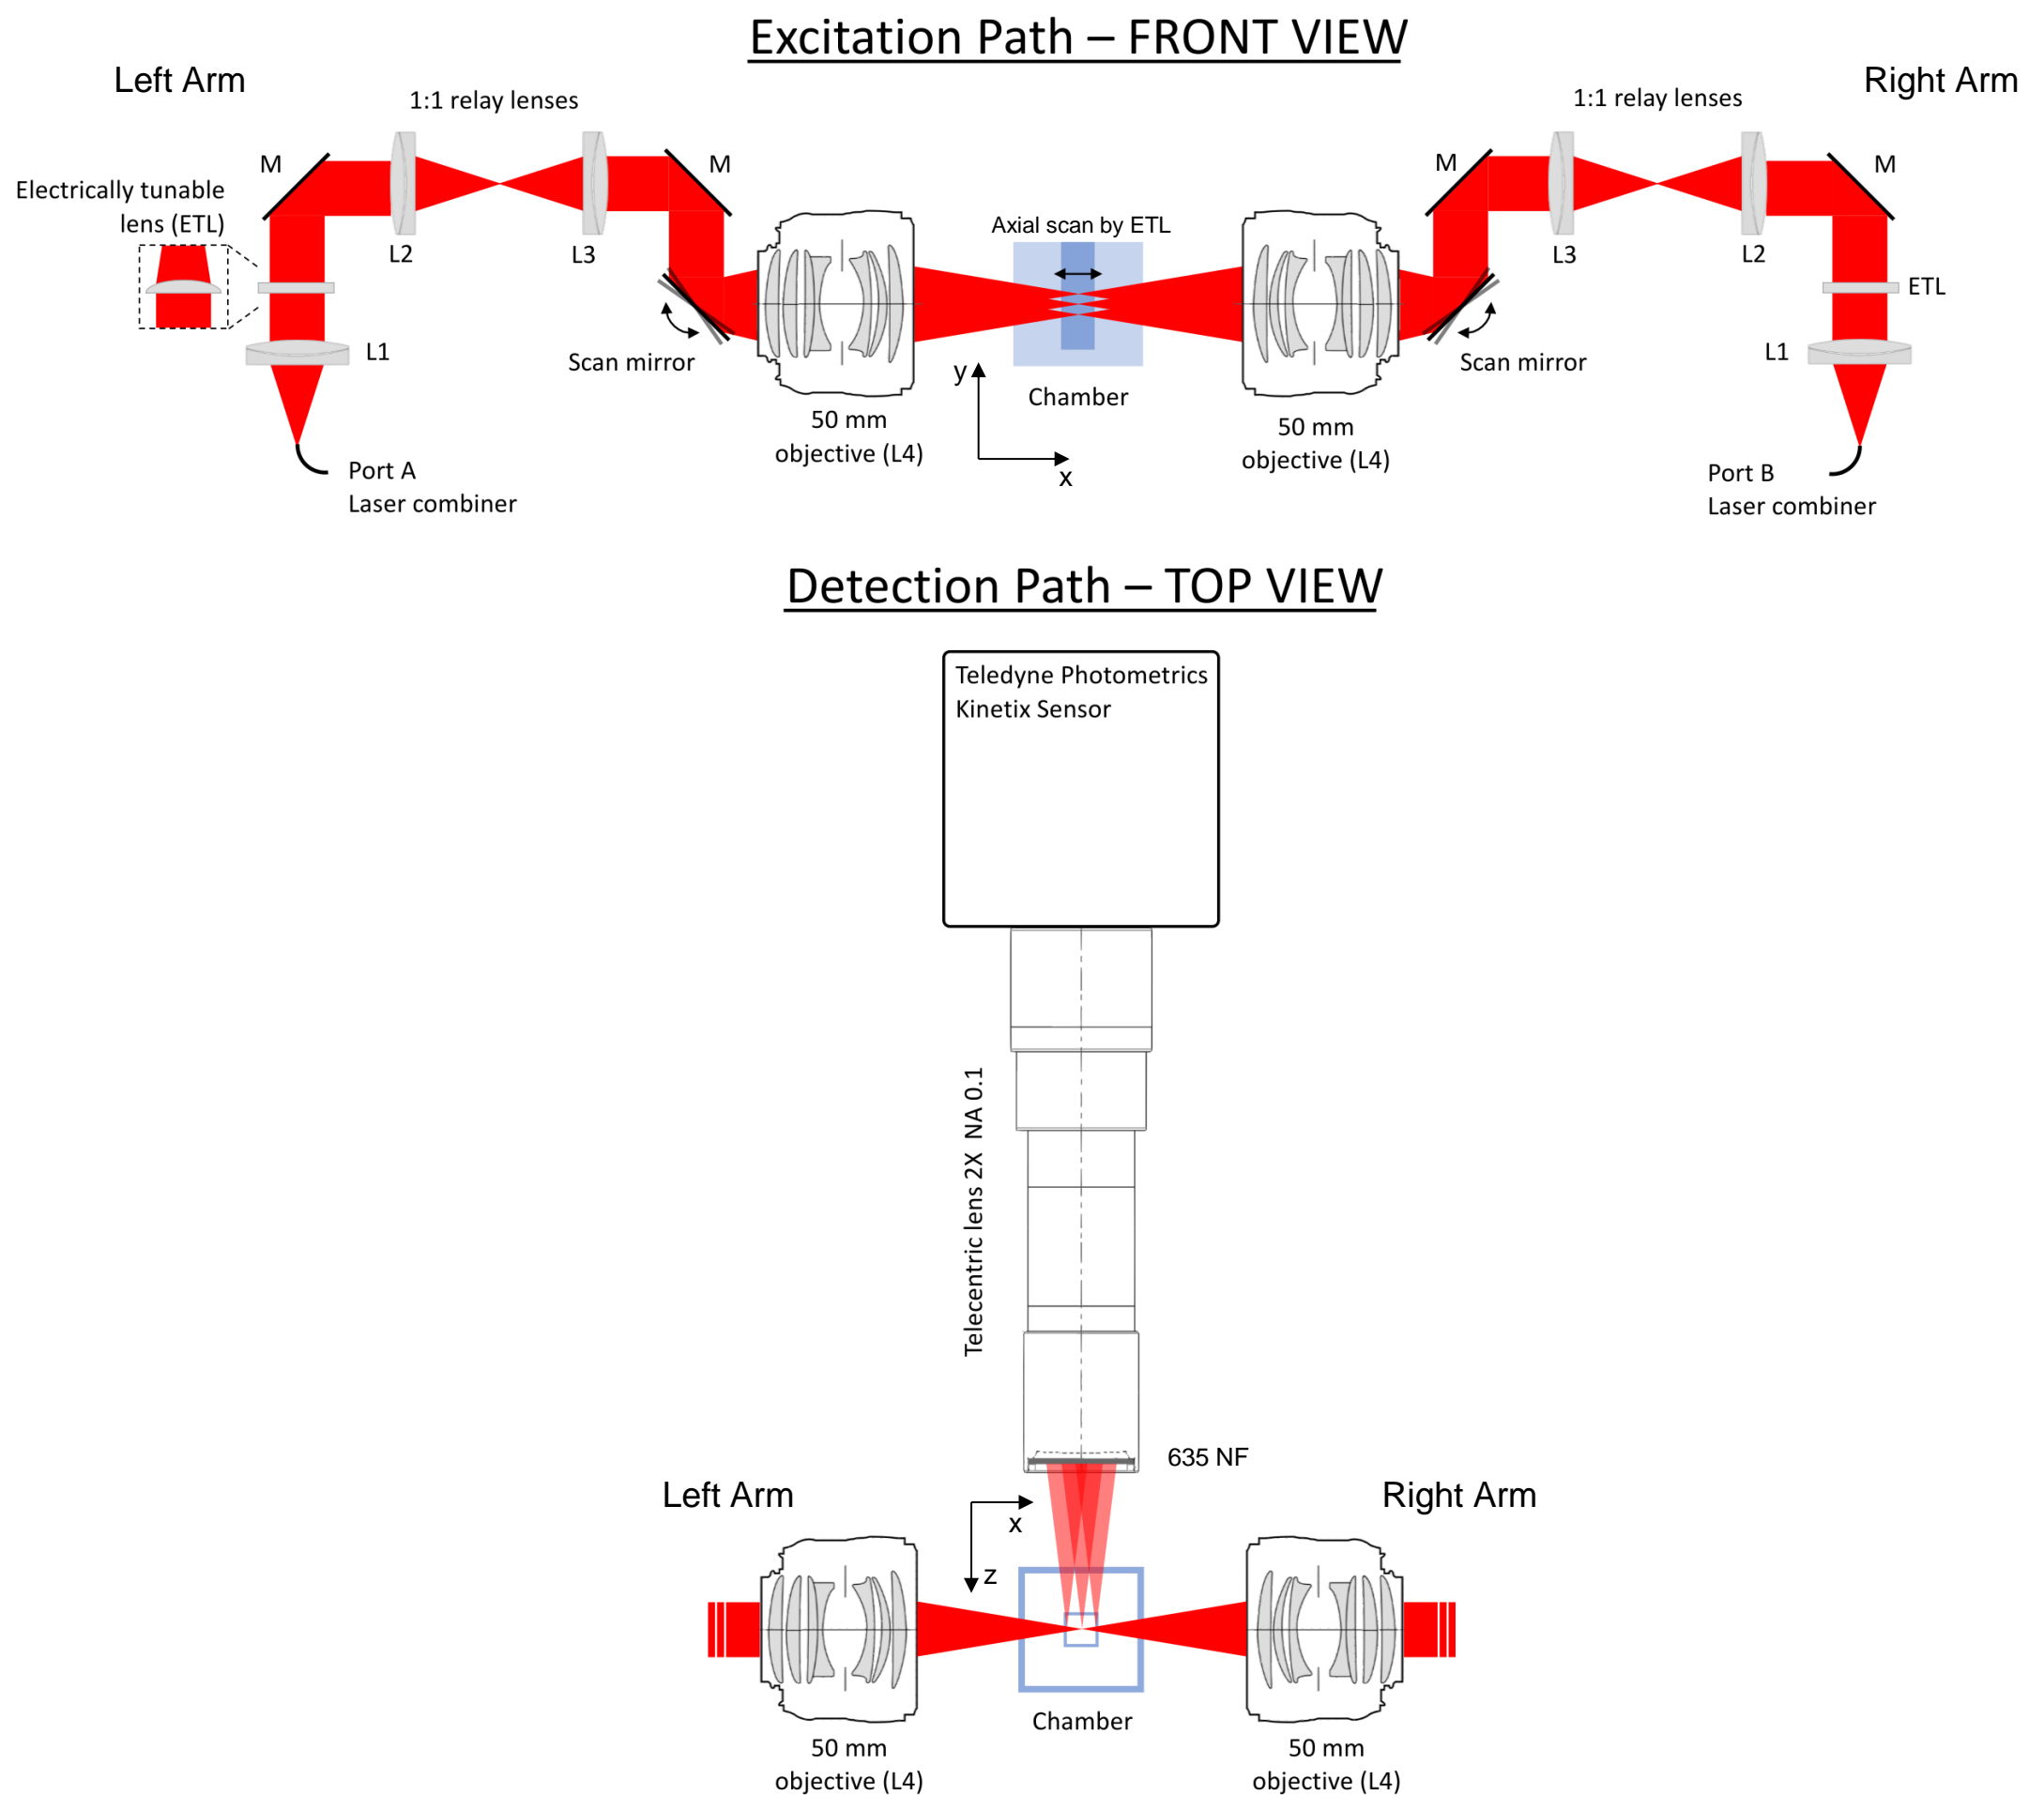 Excitation Path – FRONT VIEW
Left Arm
Right Arm
1:1 relay lenses
1:1 relay lenses
M
M
M
M
Electrically tunable
lens (ETL)
L2
L3
Axial scan by ETL
L3
L2
ETL
L1
Scan mirror
Scan mirror
L1
y
x
Chamber
50 mm
objective (L4)
50 mm
objective (L4)
Port A
Laser combiner
Port B
Laser combiner
Detection Path – TOP VIEW
Teledyne Photometrics
Kinetix Sensor
Telecentric lens 2X NA 0.1
635 NF
Left Arm
Right Arm
x
z
Chamber
50 mm
objective (L4)
50 mm
objective (L4)